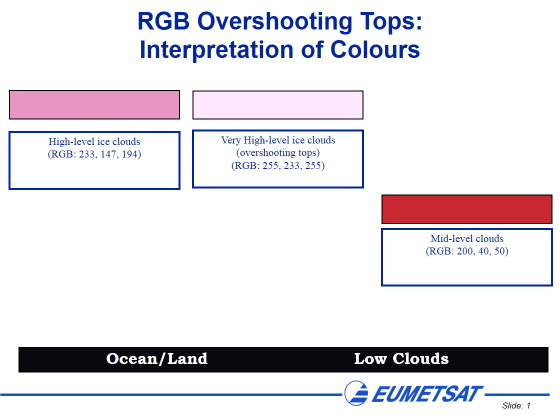 RGB Overshooting Tops:
Interpretation of Colours
High-level ice clouds
(RGB: 233, 147, 194)
Very High-level ice clouds
(overshooting tops)
(RGB: 255, 233, 255)
Mid-level clouds
(RGB: 200, 40, 50)
Ocean/Land
Low Clouds
EUMETSAT
Slide: 1